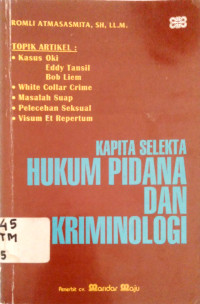 ROMLI ATMASASMITA, SH, LL.M.
TOPIK ARTIKEL :
• Kasus Oki
Eddy Tansil
Bob Liem
• White Collar Crime
• Masalah Suap
• Pelecehan Seksual
• Visum Et Repertum
KAPITA SELEKTA
HUKUM PIDANA
DAN
KRIMINOLOGI
45
TM
5
Penerbit CV. Mandar Maju